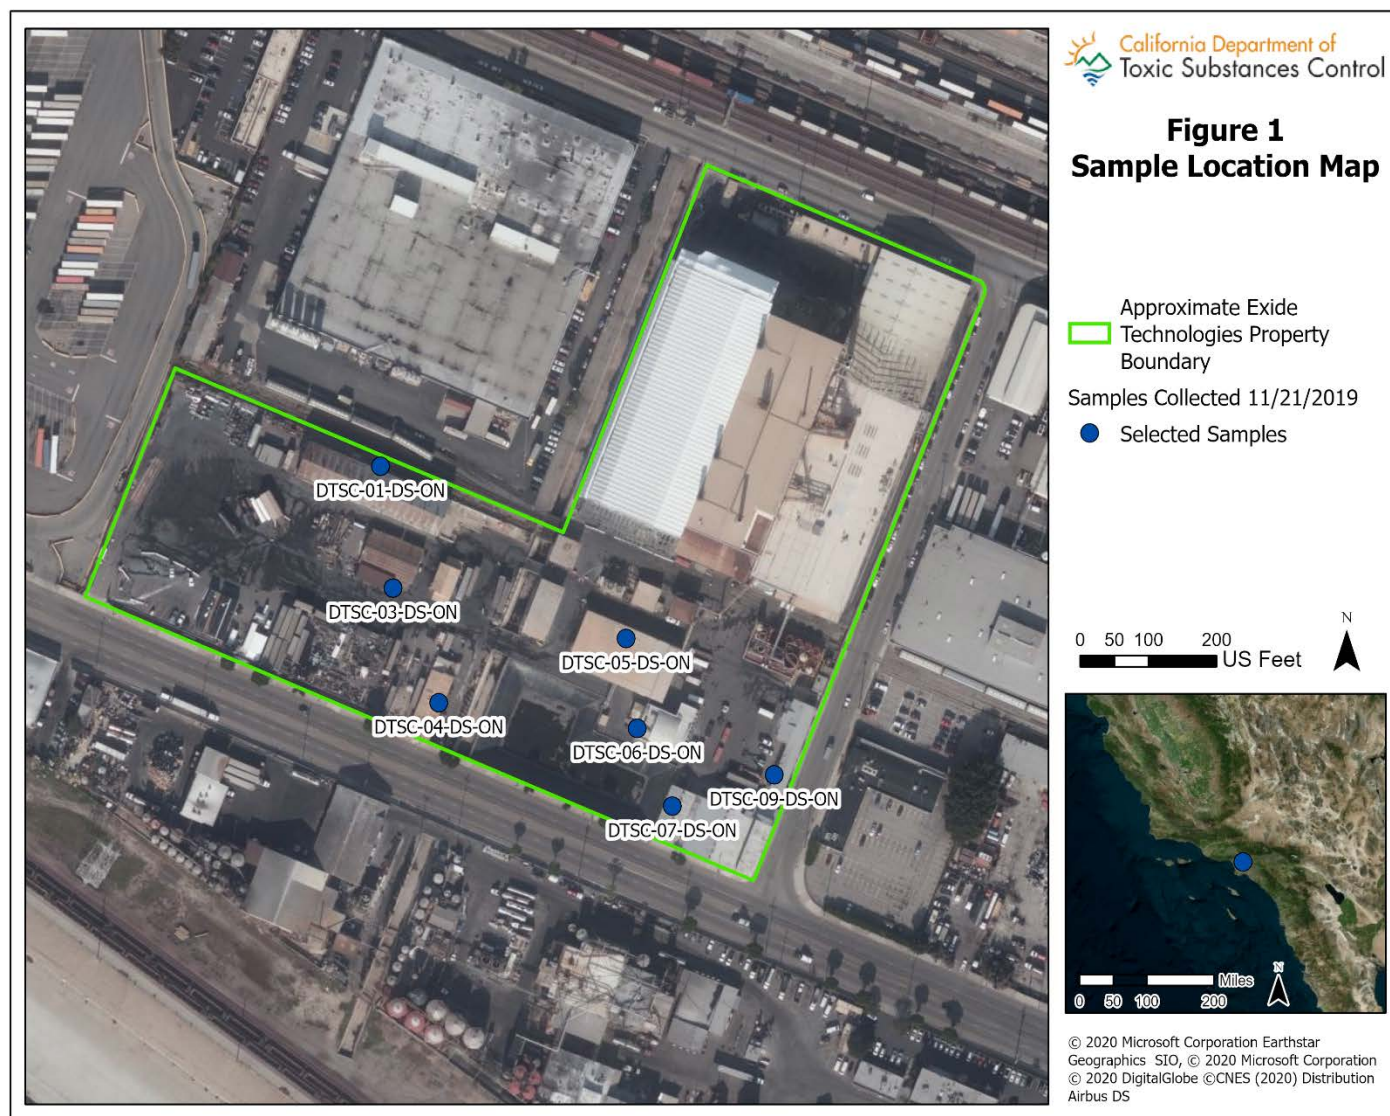 California Department of
Toxic Substances Control
Figure 1
Sample Location Map
Approximate Exide
Technologies Property
Boundary
Samples Collected 11/21/2019
Selected Samples
DTSC-01-DS-ON
DTSC-03-DS-ON
DTSC-05-DS-ON
DTSC-04-DS-ON
DTSC-06-DS-ON
DTSC-09-DS-ON
DTSC-07-DS-ON
N
0 50 100 200
US Feet
N
Miles
0 50 100 200
© 2020 Microsoft Corporation Earthstar
Geographics SIO, © 2020 Microsoft Corporation
© 2020 DigitalGlobe ©CNES (2020) Distribution
Airbus DS